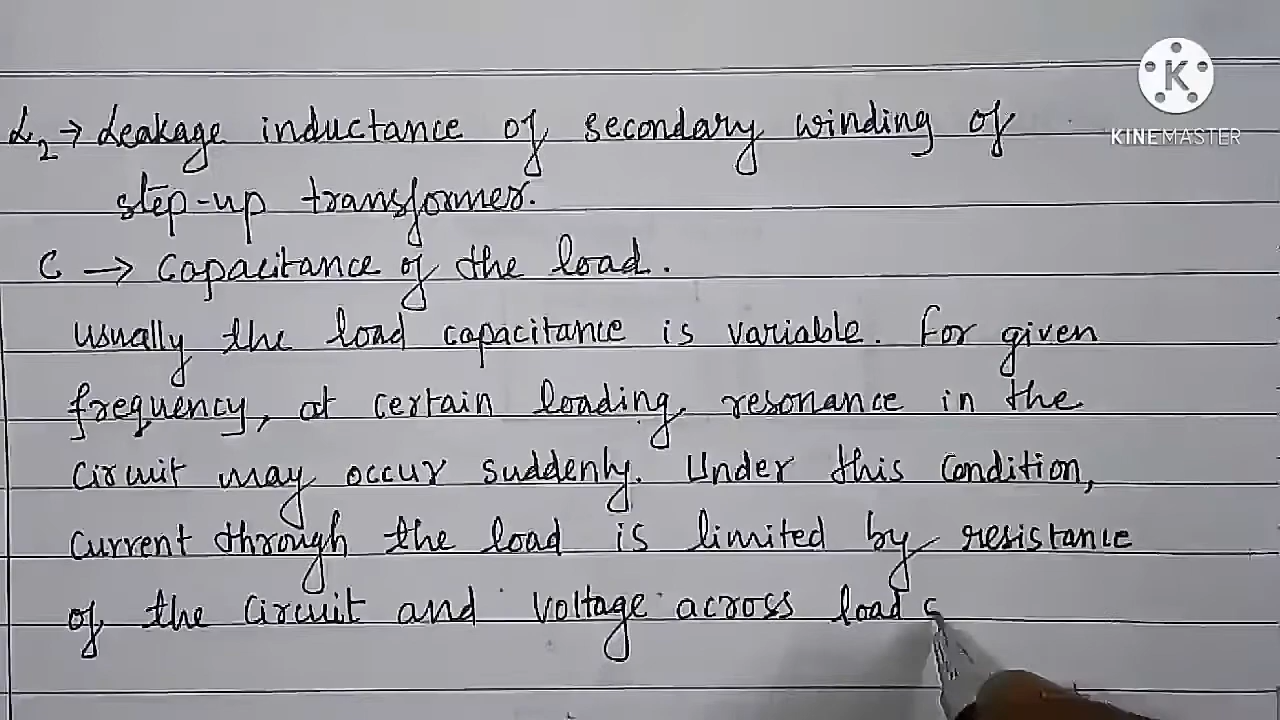 L2 → Leakage inductance of secondary winding of
step-up transformer.
C → Capacitance of the load.
Usually the load capacitance is variable. For given
frequency, at certain loading, resonance in the
circuit may occur suddenly. Under this condition,
current through the load is limited by resistance
of the circuit and voltage across load
K
KINEMASTER